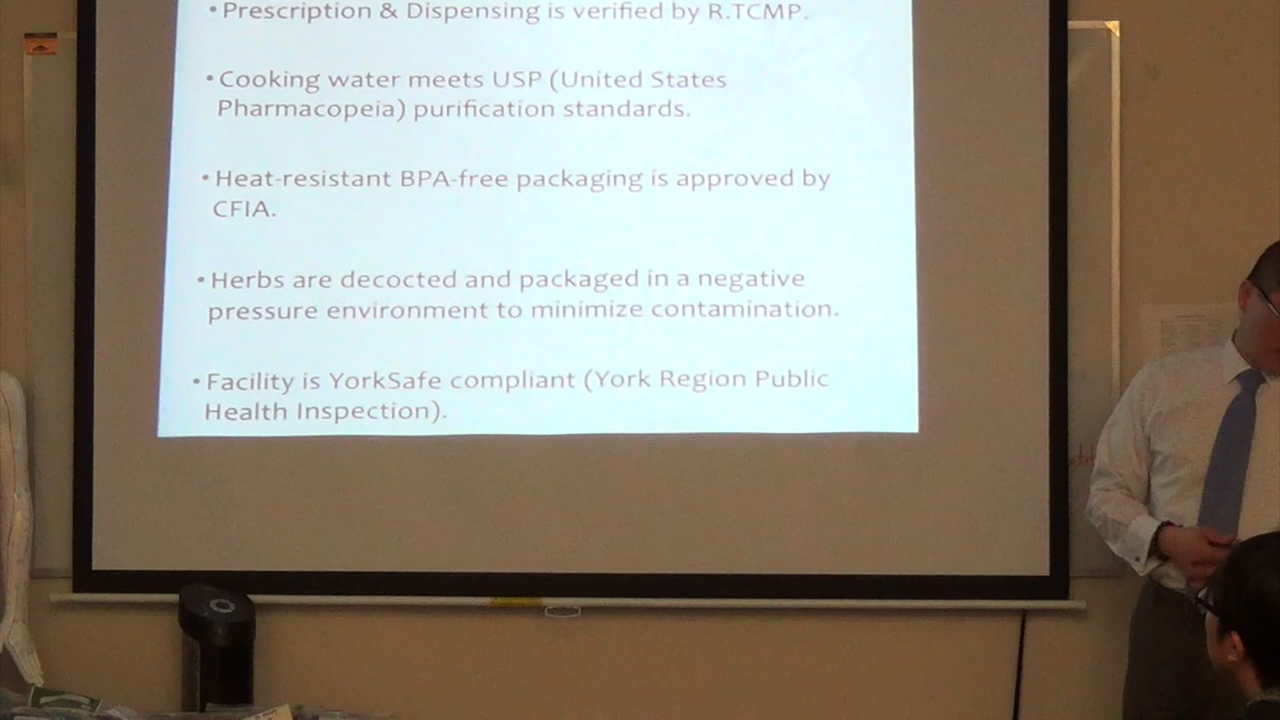 • Prescription & Dispensing is verified by R.TCMP.
• Cooking water meets USP (United States
Pharmacopeia) purification standards.
• Heat-resistant BPA-free packaging is approved by
CFIA.
• Herbs are decocted and packaged in a negative
pressure environment to minimize contamination.
• Facility is YorkSafe compliant (York Region Public
Health Inspection).